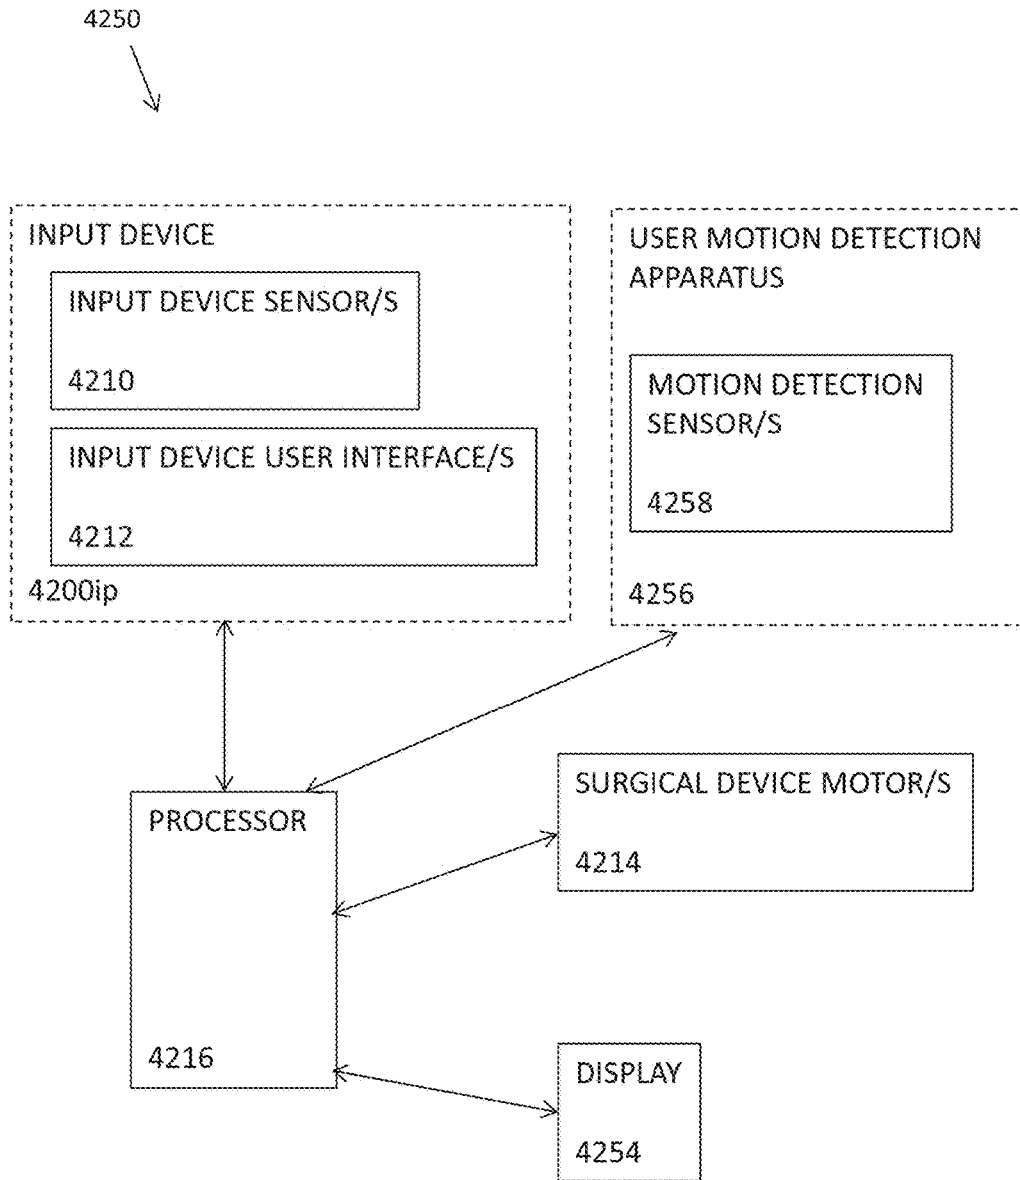 4250
INPUT DEVICE
INPUT DEVICE SENSOR/S
4210
INPUT DEVICE USER INTERFACE/S
4212
4200ip
USER MOTION DETECTION
APPARATUS
MOTION DETECTION
SENSOR/S
4258
4256
PROCESSOR
4216
SURGICAL DEVICE MOTOR/S
4214
DISPLAY
4254